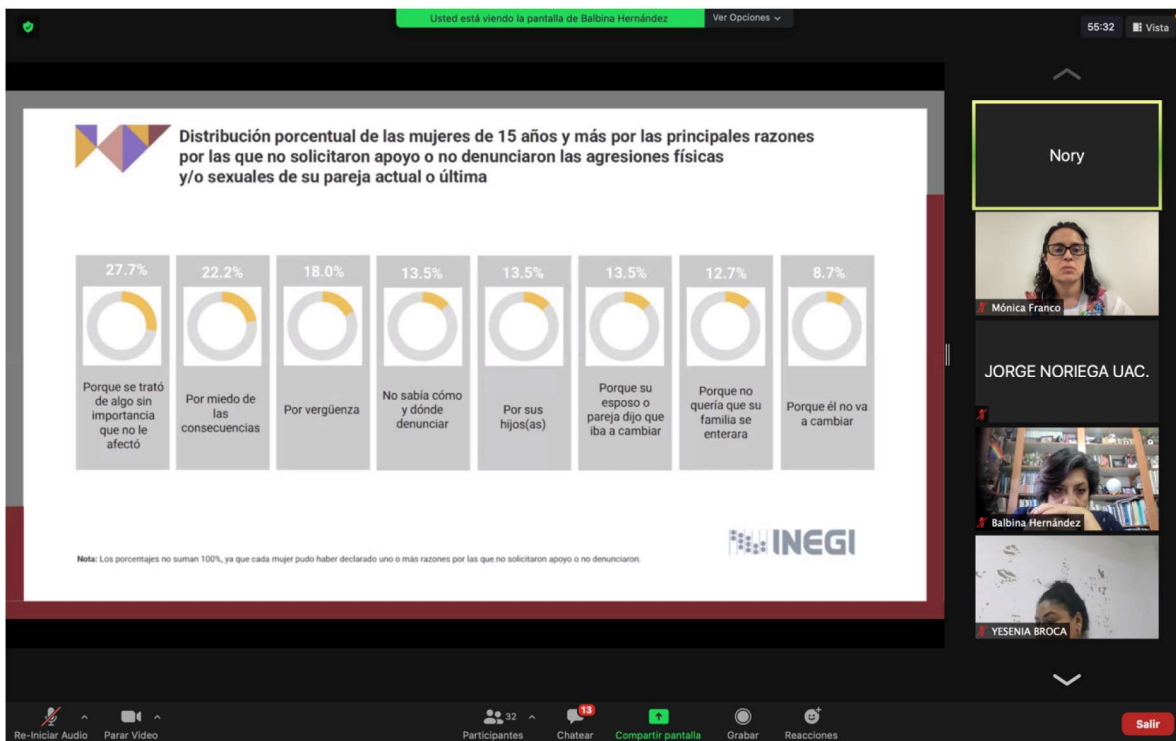 Usted está viendo la pantalla de Balbina Hernández
Ver Opciones
55:32
Vista
Distribución porcentual de las mujeres de 15 años y más por las principales razones
por las que no solicitaron apoyo o no denunciaron las agresiones físicas
y/o sexuales de su pareja actual o última
27.7%
Porque se trató
de algo sin
importancia
que no le
afectó
22.2%
Por miedo de
las
consecuencias
18.0%
Por vergüenza
13.5%
No sabía cómo
y dónde
denunciar
13.5%
Por sus
hijos(as)
13.5%
Porque su
esposo o
pareja dijo que
iba a cambiar
12.7%
Porque no
quería que su
familia se
enterara
8.7%
Porque él no va
a cambiar
INEGI
Nota: Los porcentajes no suman 100%, ya que cada mujer pudo haber declarado uno o más razones por las que no solicitaron apoyo o no denunciaron.
Nory
Mónica Franco
JORGE NORIEGA UAC.
Balbina Hernández
YESENIA BROCA
Re-Iniciar Audio
Parar Video
32
Participantes
13
Chatear
Compartir pantalla
Grabar
Reacciones
Salir